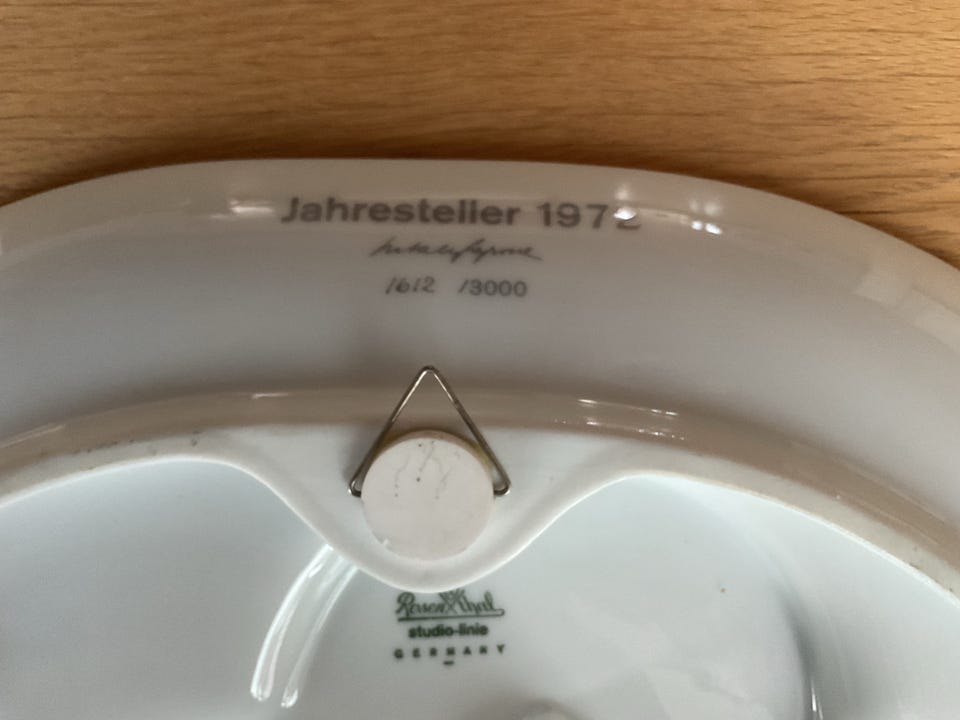 Jahresteller 1972
1612 /3000
Rosenthal
studio-linie
GERMANY